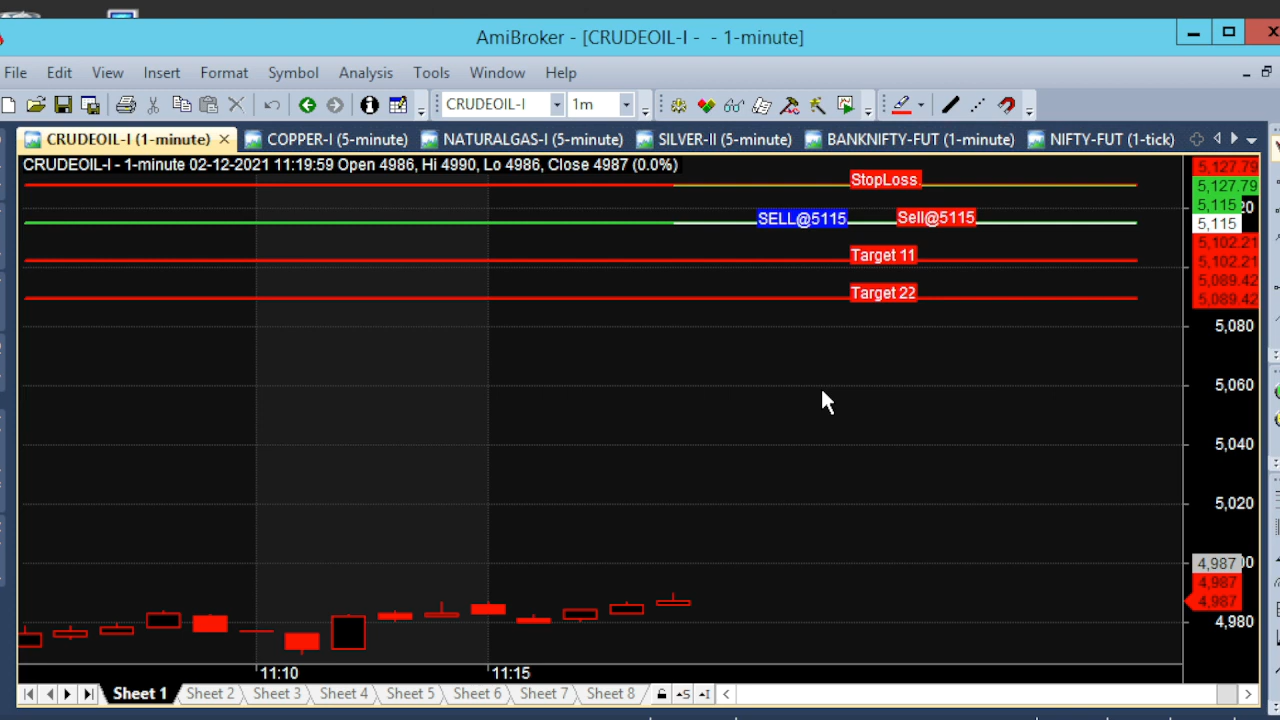 AmiBroker - [CRUDEOIL-I - - 1-minute]
File Edit View Insert Format Symbol Analysis Tools Window Help
CRUDEOIL-I 1m
CRUDEOIL-I (1-minute) COPPER-I (5-minute) NATURALGAS-I (5-minute) SILVER-II (5-minute) BANKNIFTY-FUT (1-minute) NIFTY-FUT (1-tick)
CRUDEOIL-I - 1-minute 02-12-2021 11:19:59 Open 4986, Hi 4990, Lo 4986, Close 4987 (0.0%)
5,127.79
StopLoss
5,127.79
5,115
SELL@5115 Sell@5115
5,115
5,102.21
Target 11
5,102.21
5,089.42
Target 22
5,089.42
5,080
5,060
5,040
5,020
4,987
4,987
4,987
4,980
11:10 11:15
Sheet 1 Sheet 2 Sheet 3 Sheet 4 Sheet 5 Sheet 6 Sheet 7 Sheet 8